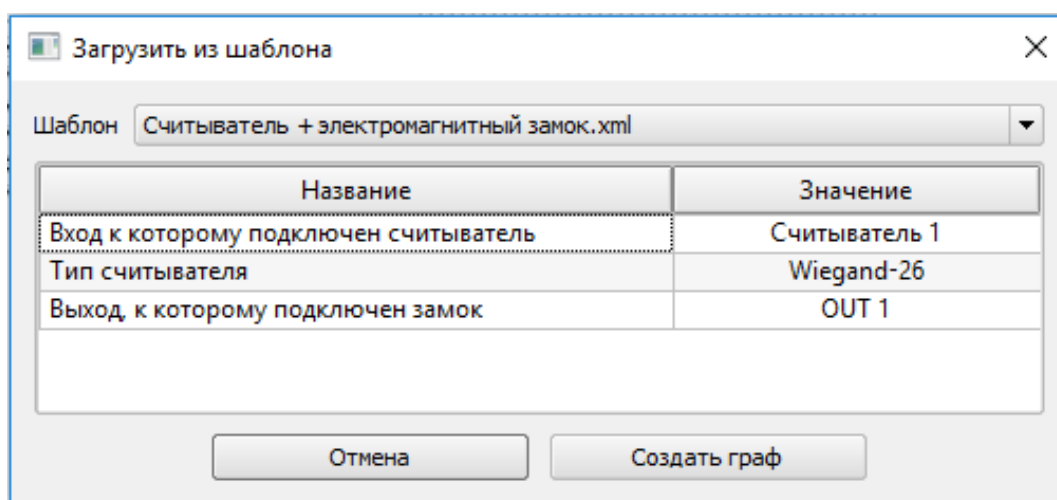 Загрузить из шаблона
Шаблон Считыватель + электромагнитный замок.xml
Название Значение
Вход к которому подключен считыватель Считыватель 1
Тип считывателя Wiegand-26
Выход, к которому подключен замок OUT 1
Отмена Создать граф